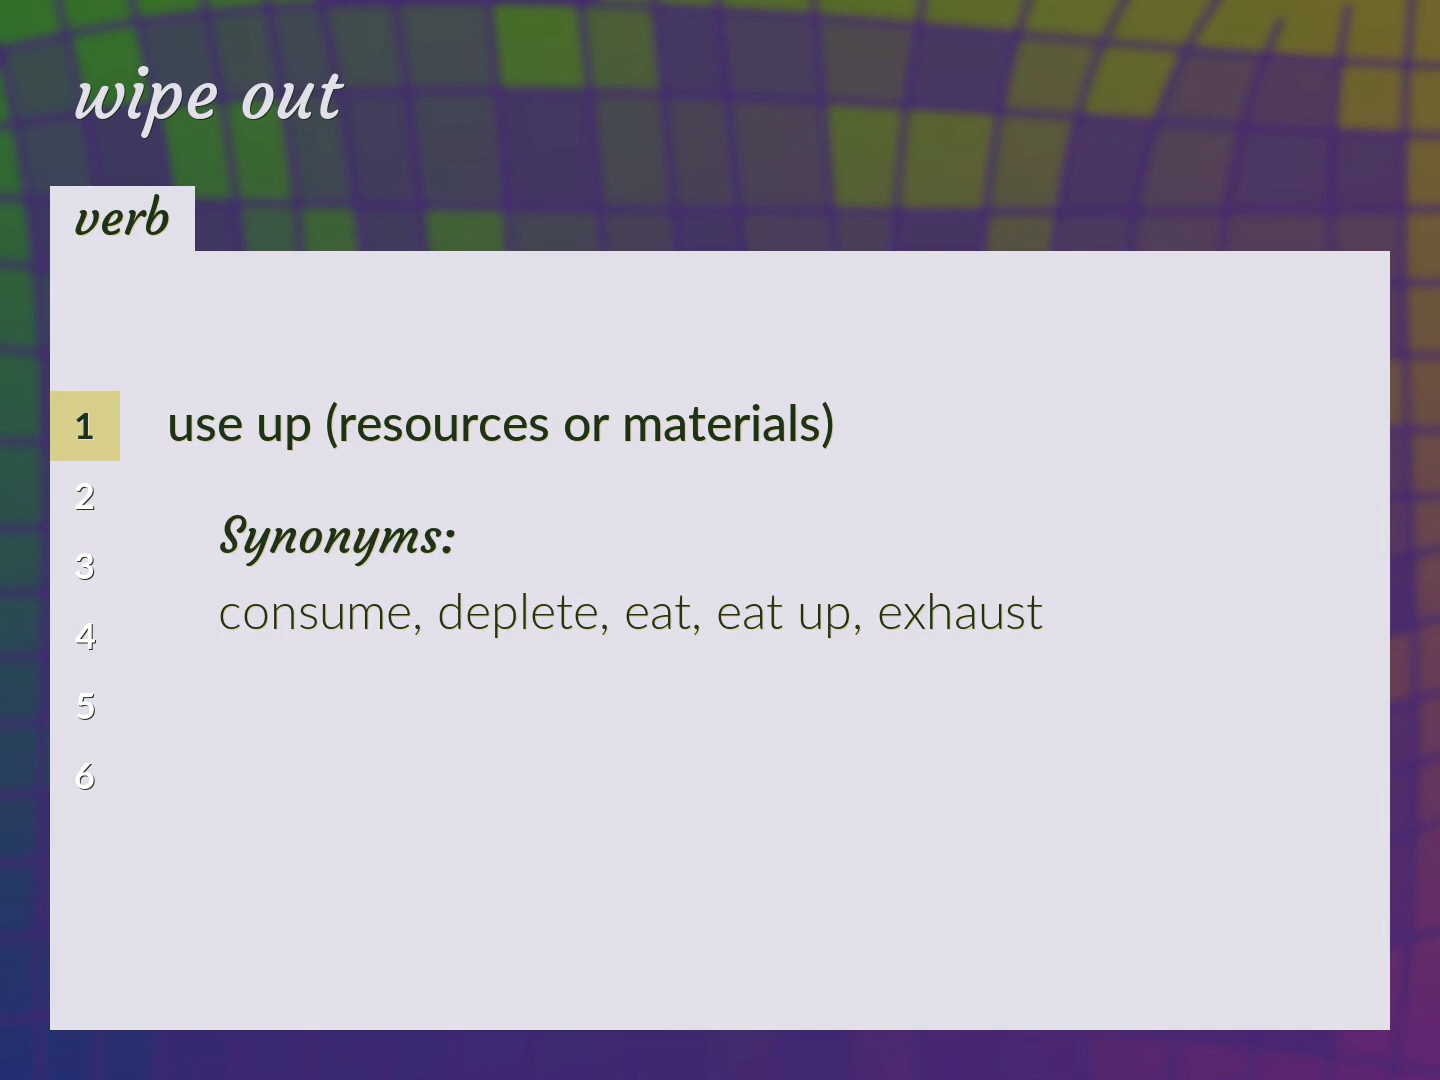 wipe out
verb
1 use up (resources or materials)
2
Synonyms:
3
consume, deplete, eat, eat up, exhaust
4
5
6